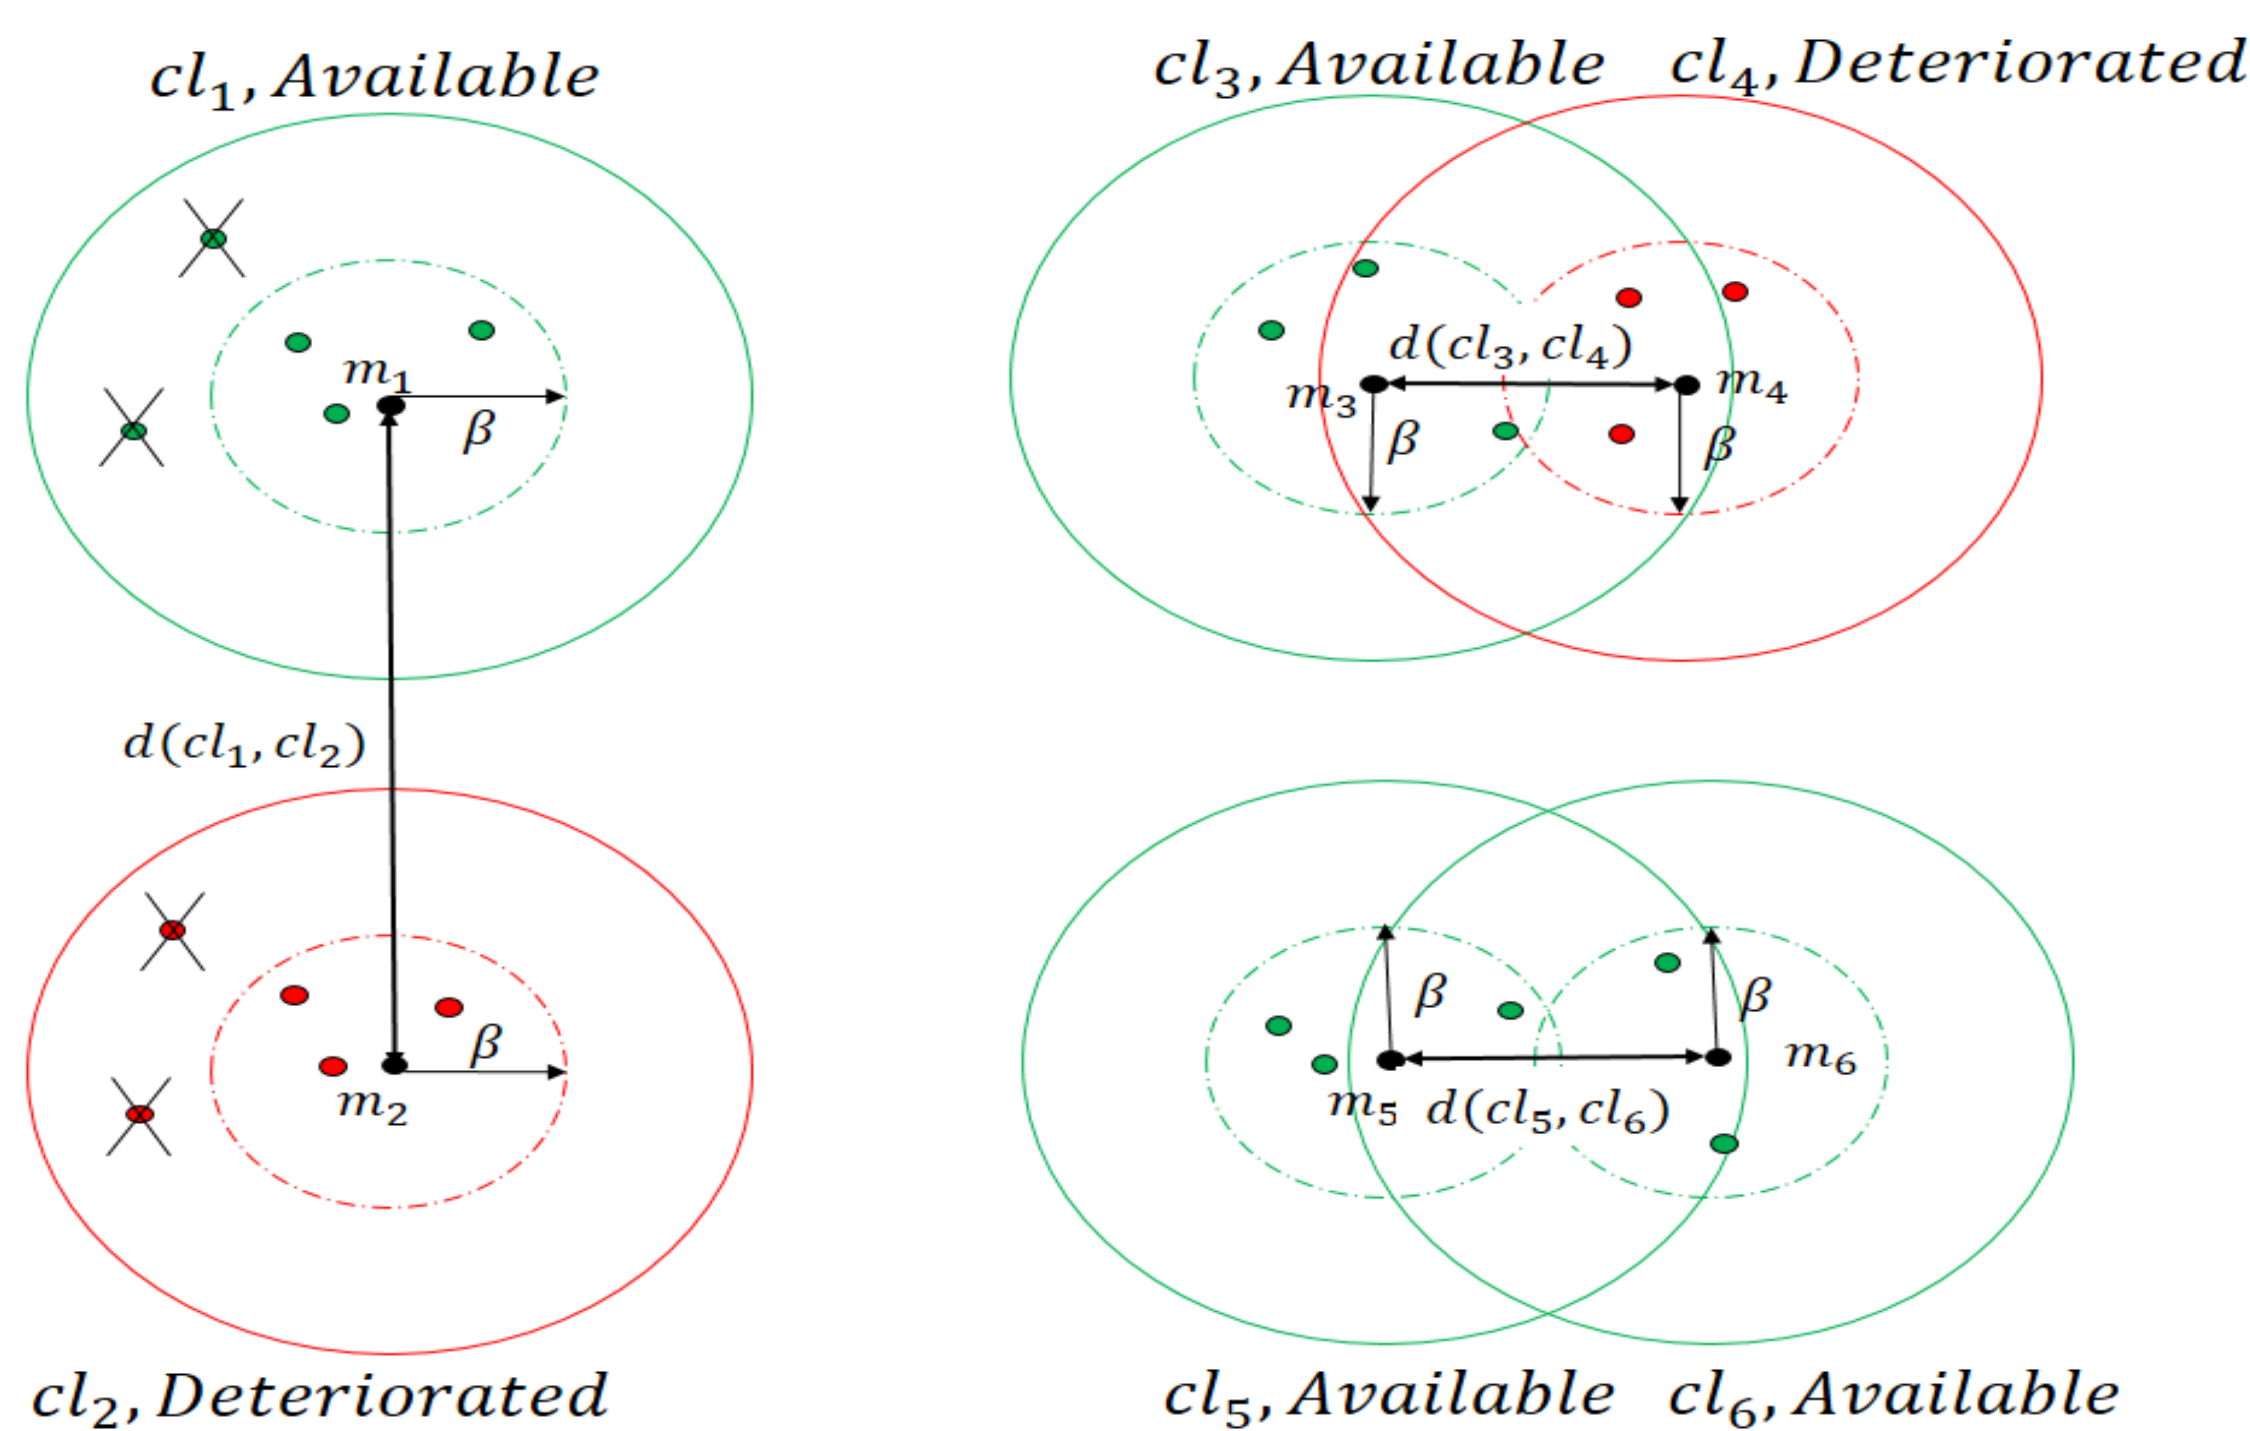 cl₁, Available
m₁
β
d(cl₁, cl₂)
β
m₂
cl₂, Deteriorated
cl₃, Available
cl₄, Deteriorated
d(cl₃, cl₄)
m₃
m₄
β
β
β
β
m₅
m₆
d(cl₅, cl₆)
cl₅, Available
cl₆, Available